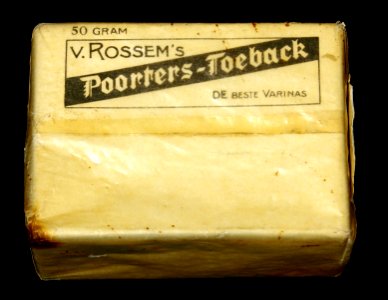 50 GRAM
V. ROSSEM'S
Poorters-Toeback
DE BESTE VARINAS